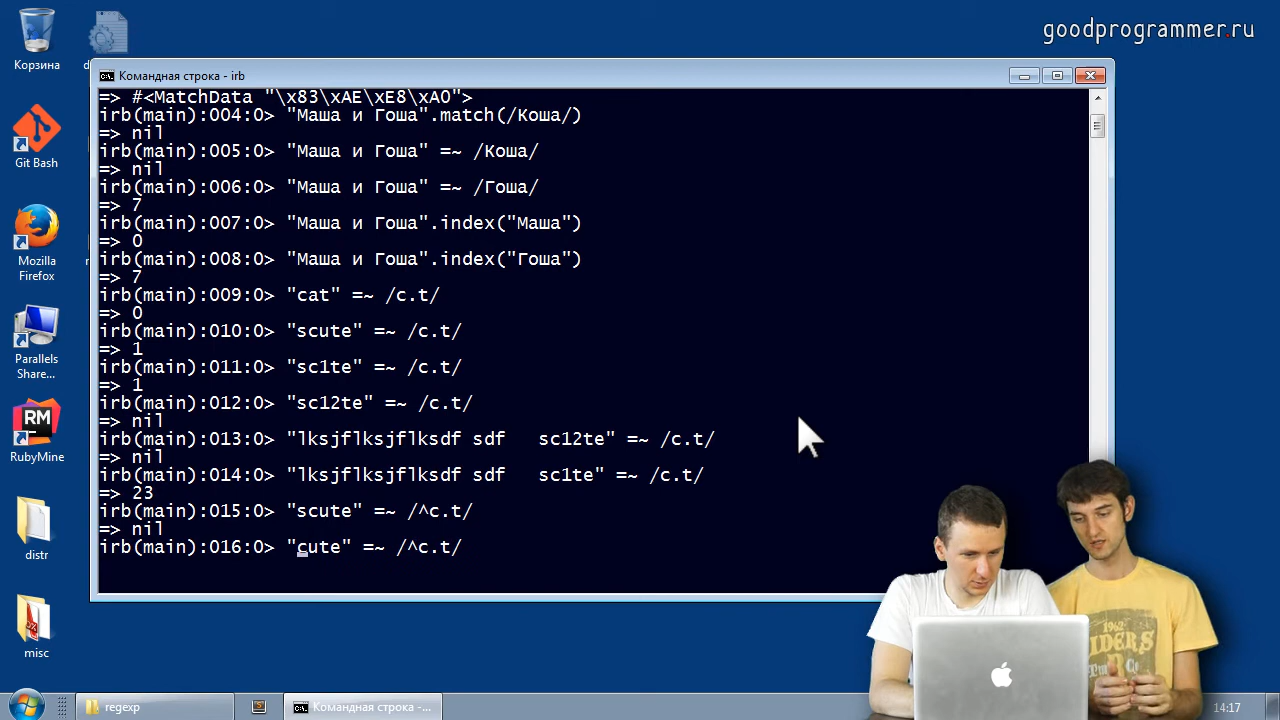 goodprogrammer.ru
Корзина
Командная строка - irb
=> #<MatchData "\x83\xAE\xE8\xA0">
irb(main):004:0> "Маша и Гоша".match(/Коша/)
=> nil
irb(main):005:0> "Маша и Гоша" =~ /Коша/
=> nil
irb(main):006:0> "Маша и Гоша" =~ /Гоша/
=> 7
irb(main):007:0> "Маша и Гоша".index("Маша")
=> 0
irb(main):008:0> "Маша и Гоша".index("Гоша")
=> 7
irb(main):009:0> "cat" =~ /c.t/
=> 0
irb(main):010:0> "scute" =~ /c.t/
=> 1
irb(main):011:0> "sc1te" =~ /c.t/
=> 1
irb(main):012:0> "sc12te" =~ /c.t/
=> nil
irb(main):013:0> "lksjflksjflksdf sdf   sc12te" =~ /c.t/
=> nil
irb(main):014:0> "lksjflksjflksdf sdf   sc1te" =~ /c.t/
=> 23
irb(main):015:0> "scute" =~ /^c.t/
=> nil
irb(main):016:0> "cute" =~ /^c.t/
Git Bash
Mozilla
Firefox
Parallels
Share...
RM
RubyMine
distr
misc
1962
regexp
Командная строка -...
14:17